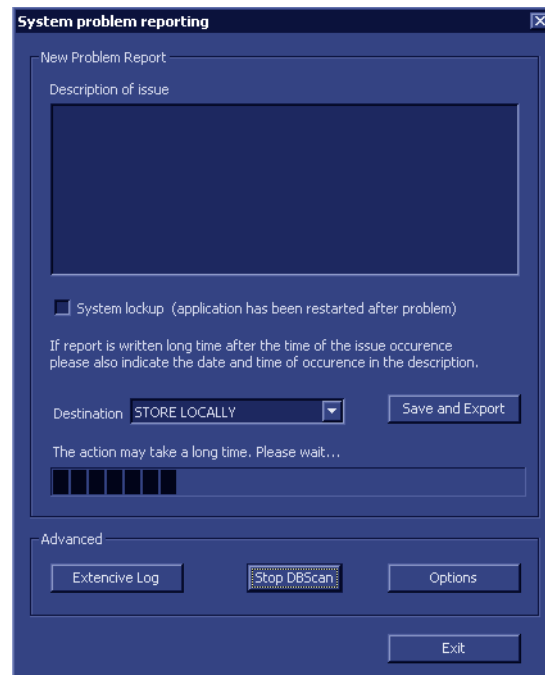 System problem reporting
New Problem Report
Description of issue
System lockup (application has been restarted after problem)
If report is written long time after the time of the issue occurence
please also indicate the date and time of occurence in the description.
Destination STORE LOCALLY Save and Export
The action may take a long time. Please wait...
Advanced
Extencive Log Stop DBScan Options
Exit